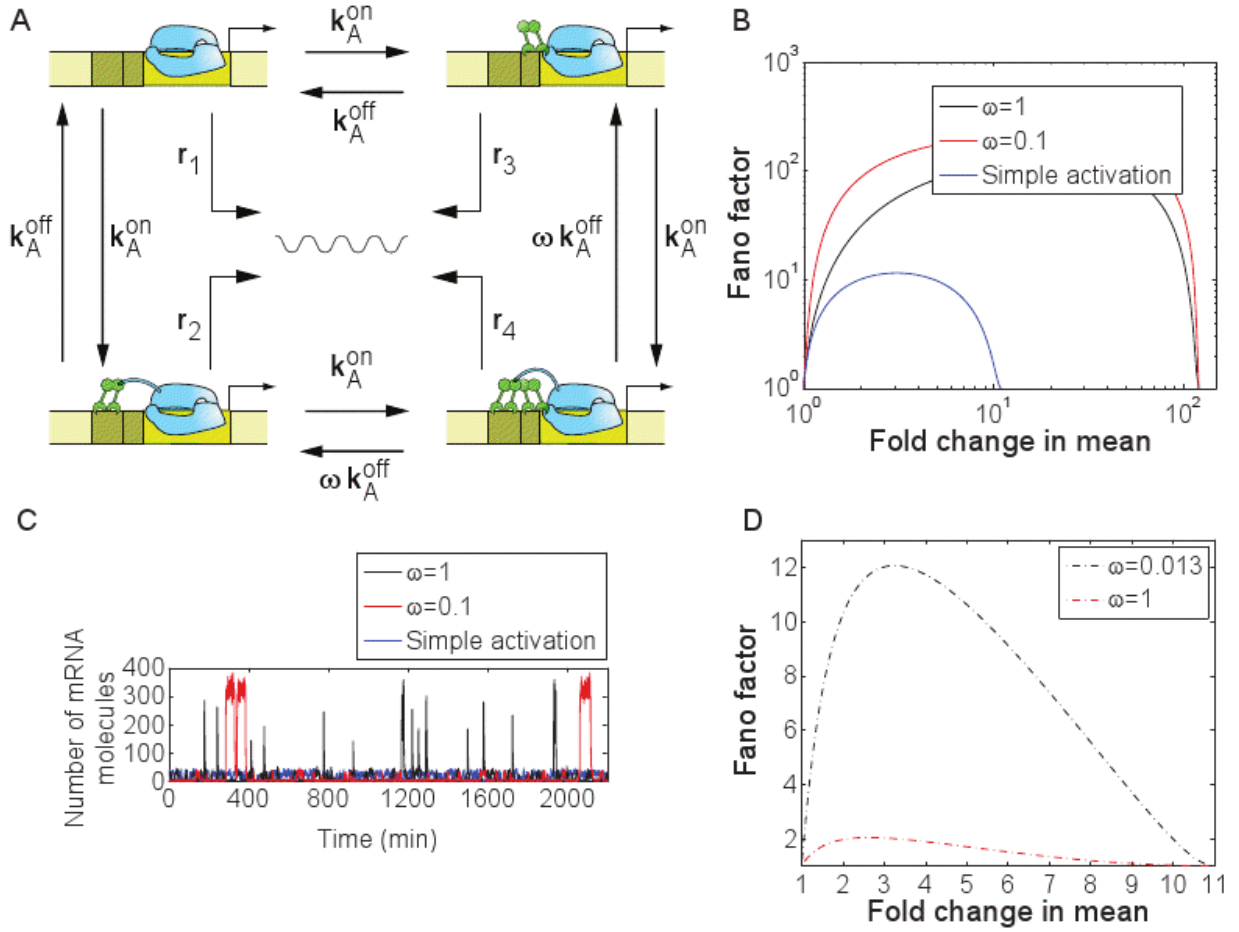 A
k_A^on
k_A^off
r_1
r_3
k_A^off
k_A^on
ω k_A^off
k_A^on
r_2
r_4
k_A^on
ω k_A^off
B
Fano factor
10^3
10^2
10^1
10^0
ω=1
ω=0.1
Simple activation
10^0
10^1
10^2
Fold change in mean
C
ω=1
ω=0.1
Simple activation
Number of mRNA
molecules
400
300
200
100
0
0
400
800
1200
1600
2000
Time (min)
D
Fano factor
12
10
8
6
4
2
ω=0.013
ω=1
1
2
3
4
5
6
7
8
9
10
11
Fold change in mean